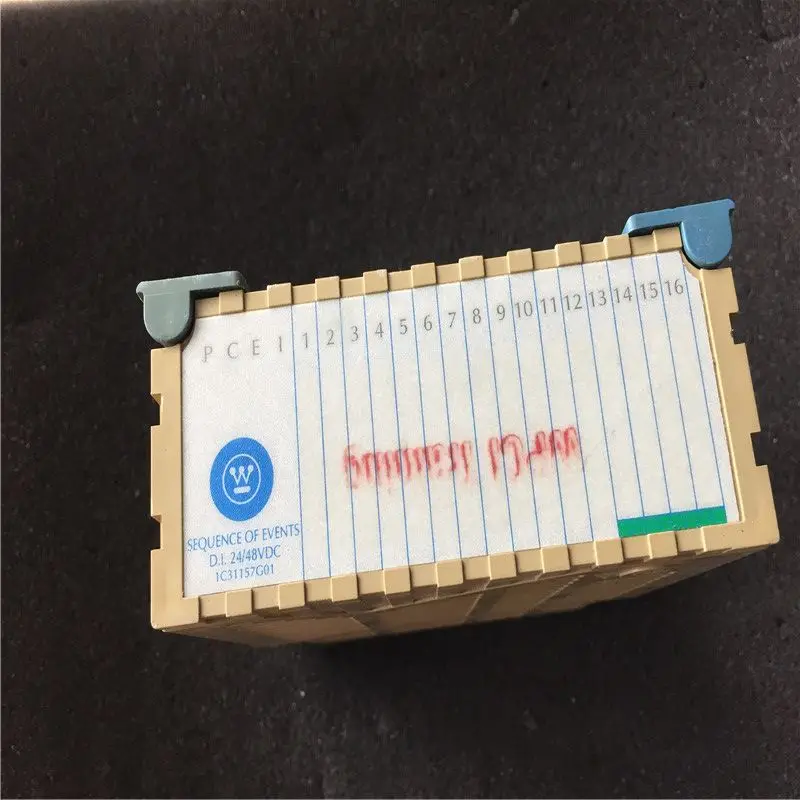 P C E I 1 2 3 4 5 6 7 8 9 10 11 12 13 14 15 16
W
SEQUENCE OF EVENTS
D.I. 24/48VDC
1C31157G01